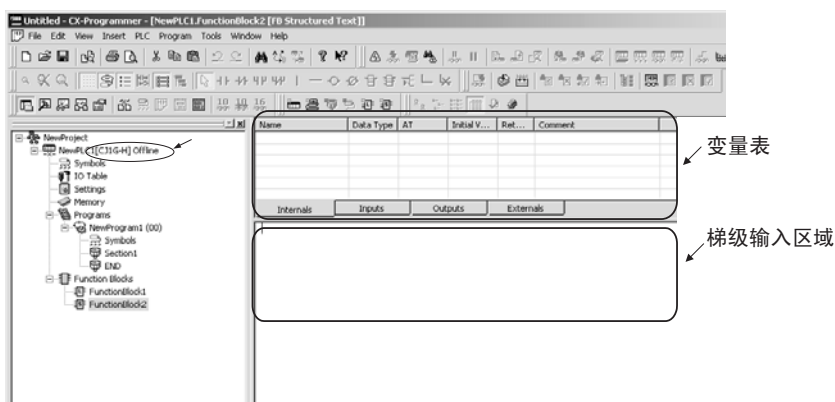 Untitled - CX-Programmer - [NewPLC1.FunctionBlock2 [FB Structured Text]]
File Edit View Insert PLC Program Tools Window Help
NewProject
NewPLC1[CJ1G-H] Offline
Symbols
IO Table
Settings
Memory
Programs
NewProgram1 (00)
Symbols
Section1
END
Function Blocks
FunctionBlock1
FunctionBlock2
Name Data Type AT Initial V... Ret... Comment
Internals Inputs Outputs Externals
变量表
梯级输入区域